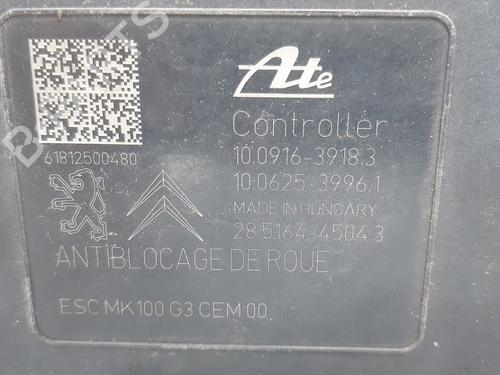 Ate
Controller
61812500480
10.0916-3918.3
10.0625-3996.1
MADE IN HUNGARY
28.5164-4504.3
ANTIBLOCAGE DE ROUE
ESC MK100 G3 CEM 00